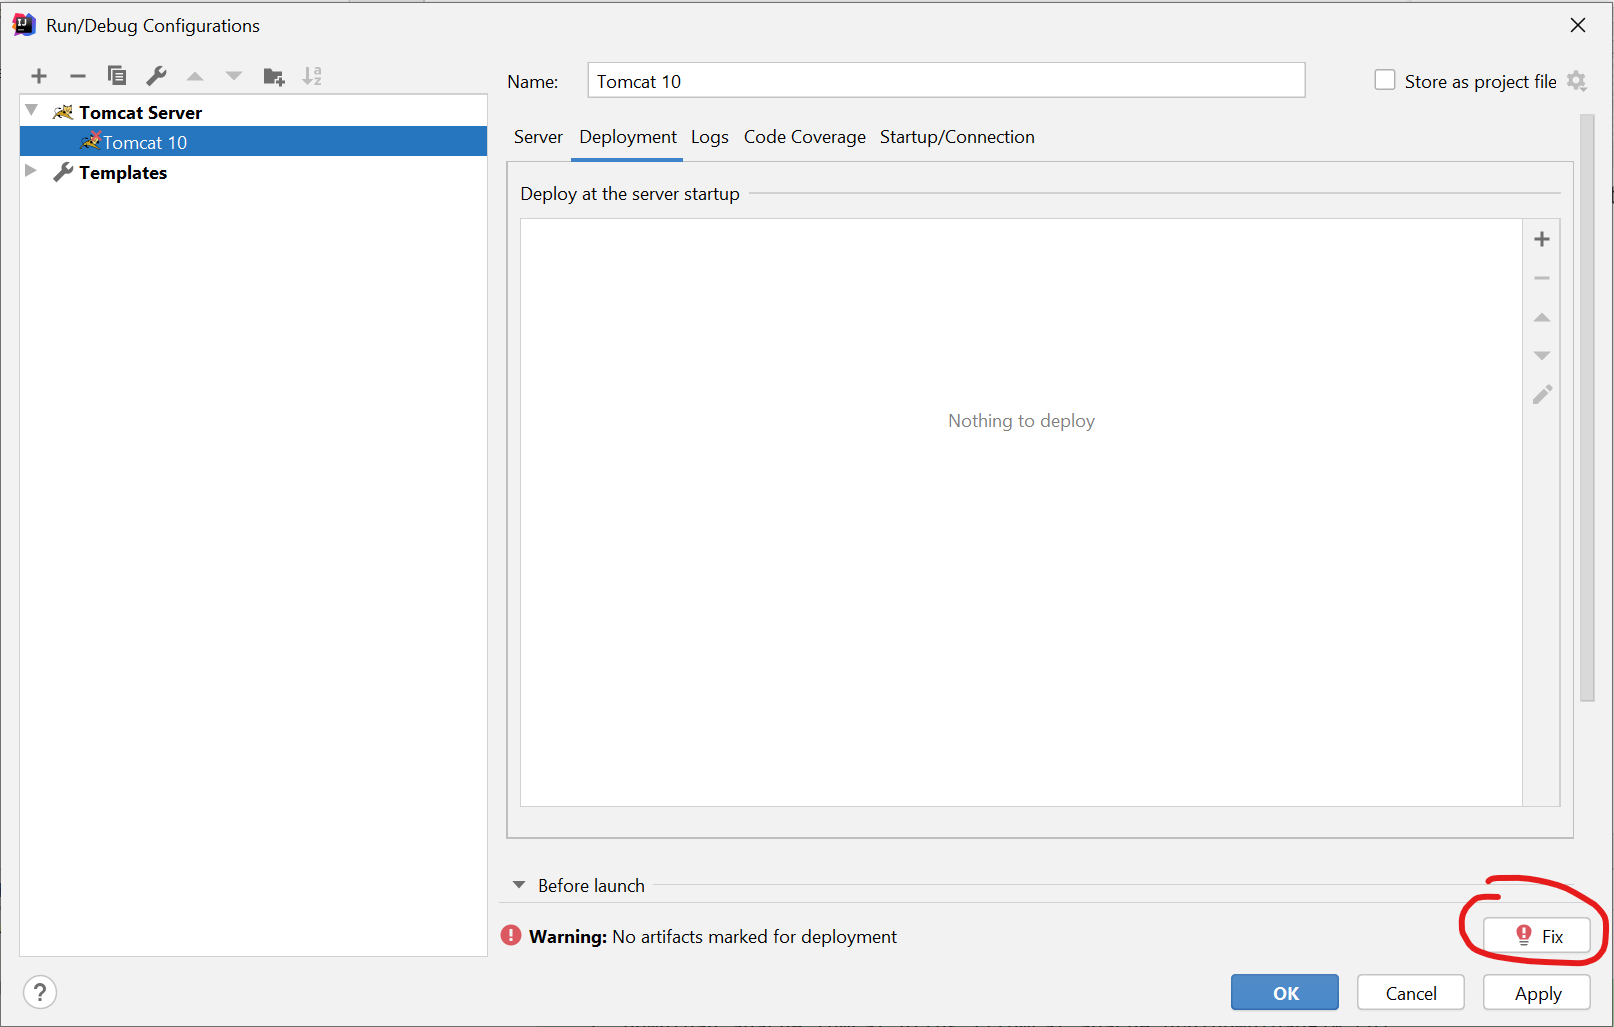 Run/Debug Configurations
Name: Tomcat 10 Store as project file
Tomcat Server
Tomcat 10
Templates
Server Deployment Logs Code Coverage Startup/Connection
Deploy at the server startup
Nothing to deploy
Before launch
Warning: No artifacts marked for deployment
Fix
?
OK Cancel Apply